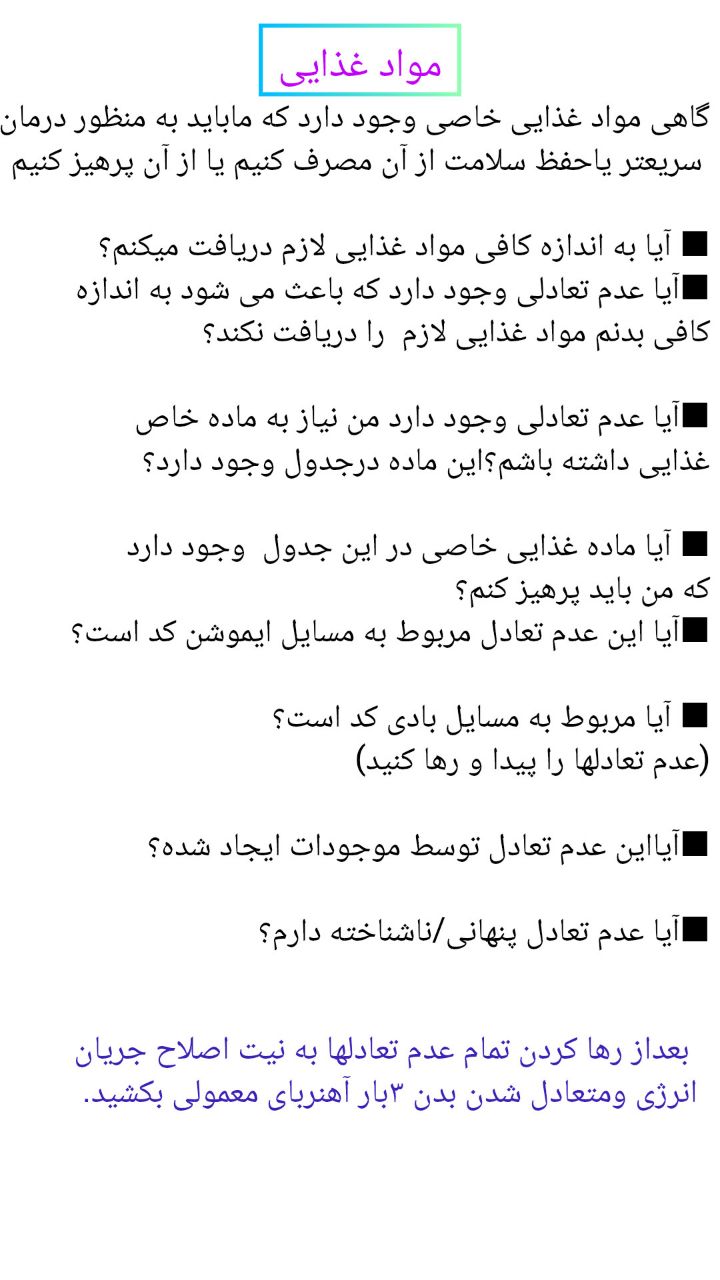 مواد غذایی
گاهی مواد غذایی خاصی وجود دارد که ماباید به منظور درمان
سریعتر یاحفظ سلامت از آن مصرف کنیم یا از آن پرهیز کنیم
■ آیا به اندازه کافی مواد غذایی لازم دریافت میکنم؟
■آیا عدم تعادلی وجود دارد که باعث می شود به اندازه
کافی بدنم مواد غذایی لازم را دریافت نکند؟
■آیا عدم تعادلی وجود دارد من نیاز به ماده خاص
غذایی داشته باشم؟این ماده درجدول وجود دارد؟
■ آیا ماده غذایی خاصی در این جدول وجود دارد
که من باید پرهیز کنم؟
■آیا این عدم تعادل مربوط به مسایل ایموشن کد است؟
■ آیا مربوط به مسایل بادی کد است؟
(عدم تعادلها را پیدا و رها کنید)
■آیااین عدم تعادل توسط موجودات ایجاد شده؟
■آیا عدم تعادل پنهانی/ناشناخته دارم؟
بعداز رها کردن تمام عدم تعادلها به نیت اصلاح جریان
انرژی ومتعادل شدن بدن ۳بار آهنربای معمولی بکشید.